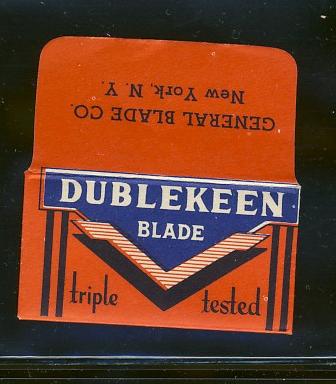 GENERAL BLADE CO.
New York, N. Y.
DUBLEKEEN
BLADE
triple tested